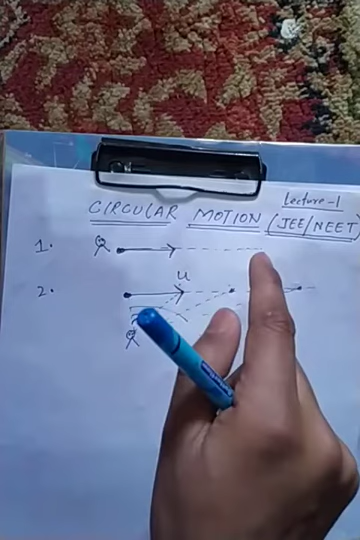 Lecture-1
CIRCULAR MOTION (JEE/NEET)
1.
u
2.